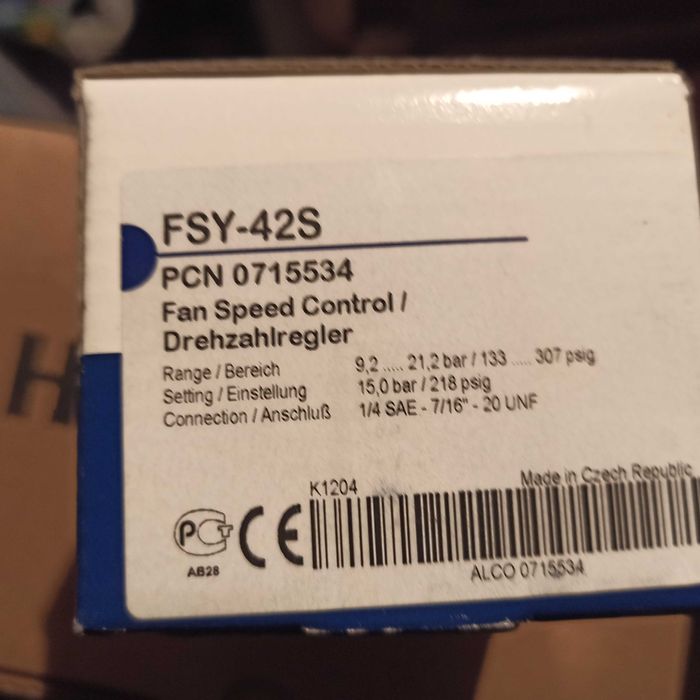 FSY-42S
PCN 0715534
Fan Speed Control /
Drehzahlregler
Range / Bereich 9,2 ..... 21,2 bar / 133 ..... 307 psig
Setting / Einstellung 15,0 bar / 218 psig
Connection / Anschluß 1/4 SAE - 7/16" - 20 UNF
K1204 Made in Czech Republic
РСТ CE
AB28
ALCO 0715534
H